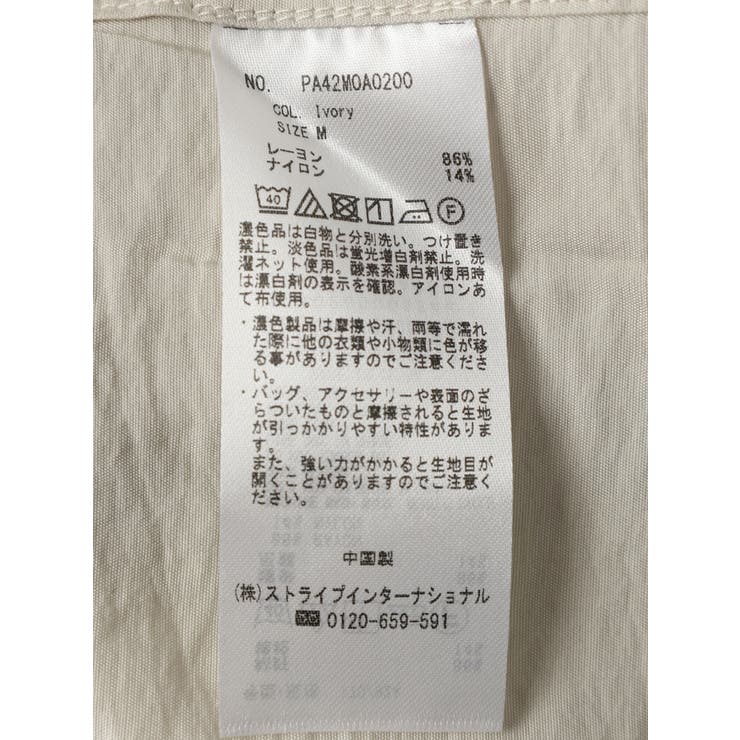 NO. PA42M0A0200
COL. Ivory
SIZE M
レーヨン 86%
ナイロン 14%
40
F
濃色品は白物と分別洗い。つけ置き
禁止。淡色品は蛍光増白剤禁止。洗
濯ネット使用。酸素系漂白剤使用時
は漂白剤の表示を確認。アイロンあ
て布使用。
・濃色製品は摩擦や汗、雨等で濡れ
た際に他の衣類や小物類に色が移
る事がありますのでご注意くださ
い。
・バッグ、アクセサリーや表面のざ
らついたものと摩擦されると生地
が引っかかりやすい特性がありま
す。
また、強い力がかかると生地目が
開くことがありますのでご注意く
ださい。
中国製
(株)ストライプインターナショナル
0120-659-591